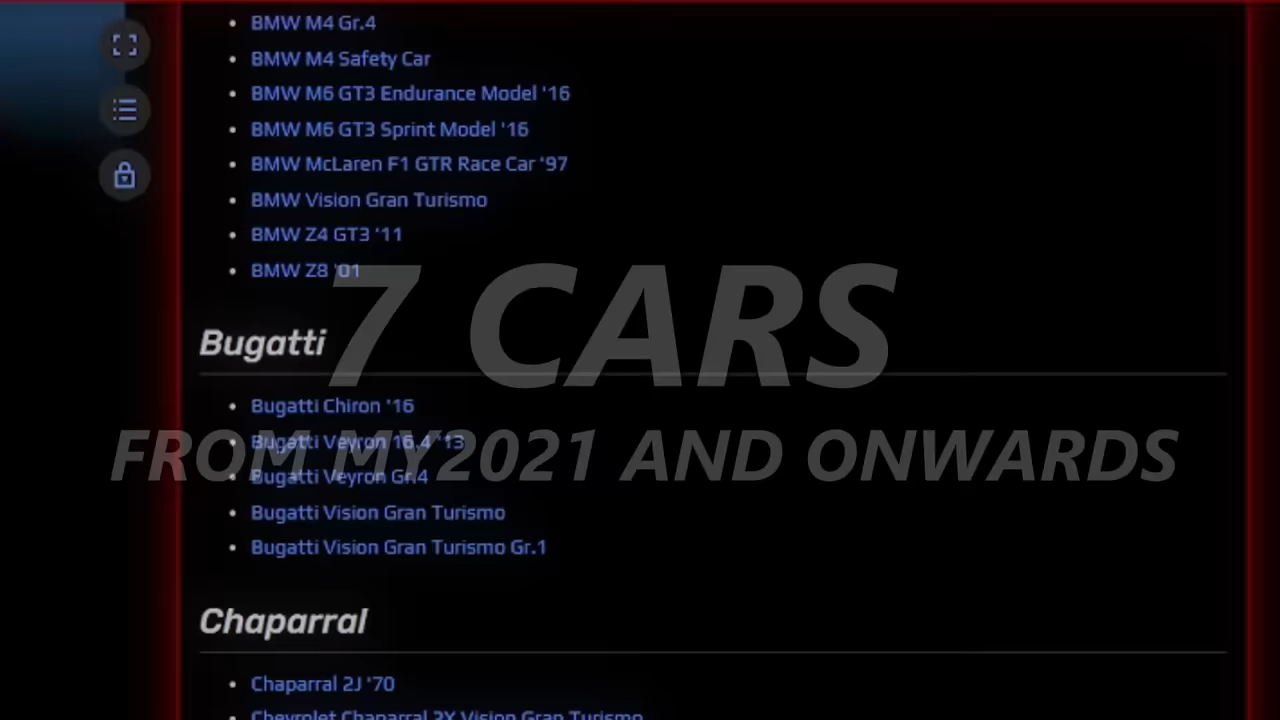 BMW M4 Gr.4
BMW M4 Safety Car
BMW M6 GT3 Endurance Model '16
BMW M6 GT3 Sprint Model '16
BMW McLaren F1 GTR Race Car '97
BMW Vision Gran Turismo
BMW Z4 GT3 '11
BMW Z8 '01
7 CARS
Bugatti
Bugatti Chiron '16
Bugatti Veyron 16.4 '13
FROM MY2021 AND ONWARDS
Bugatti Veyron Gr.4
Bugatti Vision Gran Turismo
Bugatti Vision Gran Turismo Gr.1
Chaparral
Chaparral 2J '70
Chevrolet Chaparral 2X Vision Gran Turismo